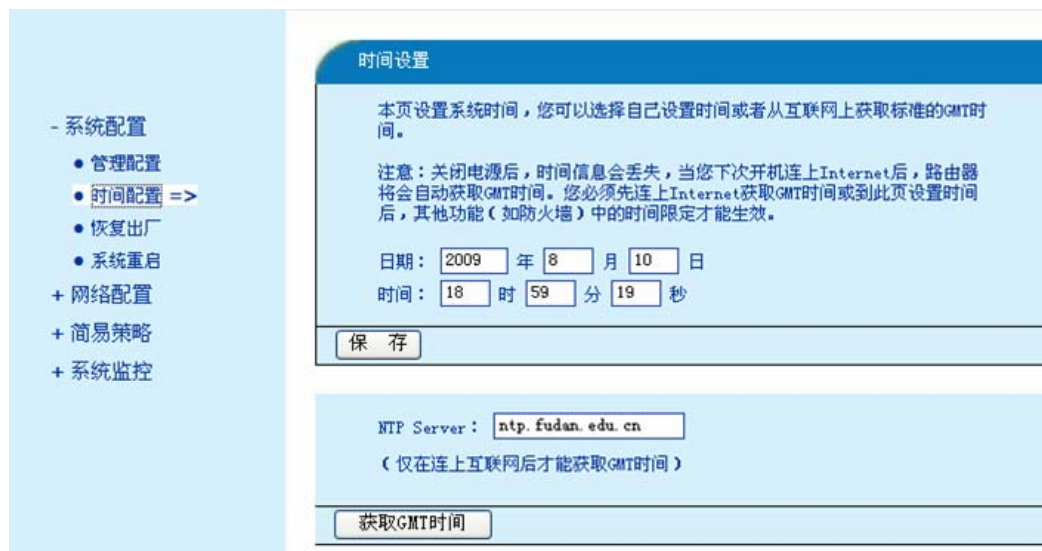 时间设置
- 系统配置
● 管理配置
● 时间配置 =>
● 恢复出厂
● 系统重启
+ 网络配置
+ 简易策略
+ 系统监控
本页设置系统时间，您可以选择自己设置时间或者从互联网上获取标准的GMT时
间。
注意：关闭电源后，时间信息会丢失，当您下次开机连上Internet后，路由器
将会自动获取GMT时间。您必须先连上Internet获取GMT时间或到此页设置时间
后，其他功能（如防火墙）中的时间限定才能生效。
日期： 2009 年 8 月 10 日
时间： 18 时 59 分 19 秒
保 存
NTP Server： ntp.fudan.edu.cn
（仅在连上互联网后才能获取GMT时间）
获取GMT时间